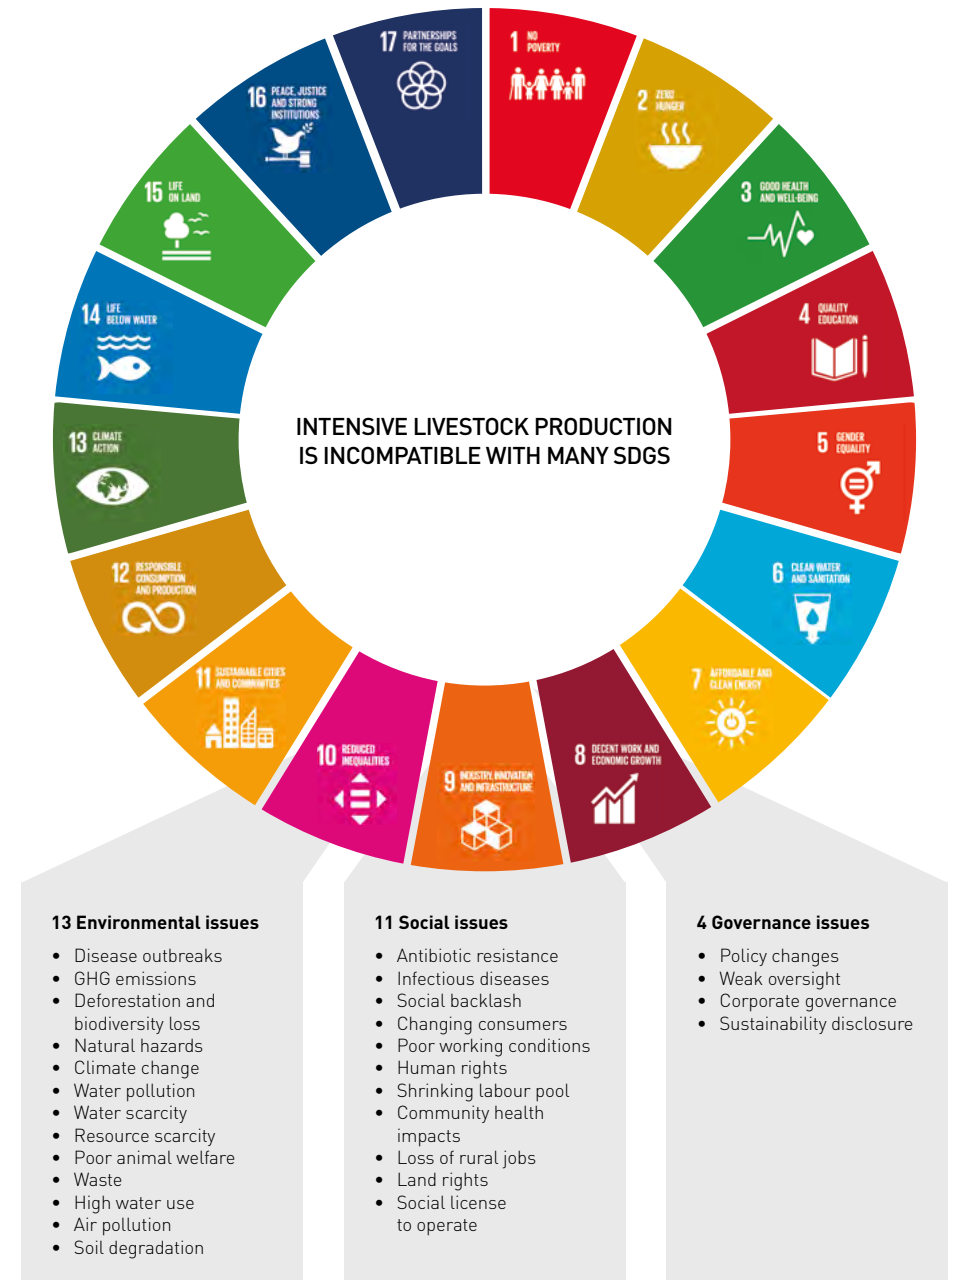 17 PARTNERSHIPS
FOR THE GOALS
1 NO
POVERTY
16 PEACE, JUSTICE
AND STRONG
INSTITUTIONS
2 ZERO
HUNGER
15 LIFE
ON LAND
3 GOOD HEALTH
AND WELL-BEING
14 LIFE
BELOW WATER
4 QUALITY
EDUCATION
13 CLIMATE
ACTION
5 GENDER
EQUALITY
INTENSIVE LIVESTOCK PRODUCTION
IS INCOMPATIBLE WITH MANY SDGS
12 RESPONSIBLE
CONSUMPTION
AND PRODUCTION
6 CLEAN WATER
AND SANITATION
11 SUSTAINABLE CITIES
AND COMMUNITIES
7 AFFORDABLE AND
CLEAN ENERGY
10 REDUCED
INEQUALITIES
9 INDUSTRY, INNOVATION
AND INFRASTRUCTURE
8 DECENT WORK AND
ECONOMIC GROWTH
13 Environmental issues
• Disease outbreaks
• GHG emissions
• Deforestation and
biodiversity loss
• Natural hazards
• Climate change
• Water pollution
• Water scarcity
• Resource scarcity
• Poor animal welfare
• Waste
• High water use
• Air pollution
• Soil degradation
11 Social issues
• Antibiotic resistance
• Infectious diseases
• Social backlash
• Changing consumers
• Poor working conditions
• Human rights
• Shrinking labour pool
• Community health
impacts
• Loss of rural jobs
• Land rights
• Social license
to operate
4 Governance issues
• Policy changes
• Weak oversight
• Corporate governance
• Sustainability disclosure